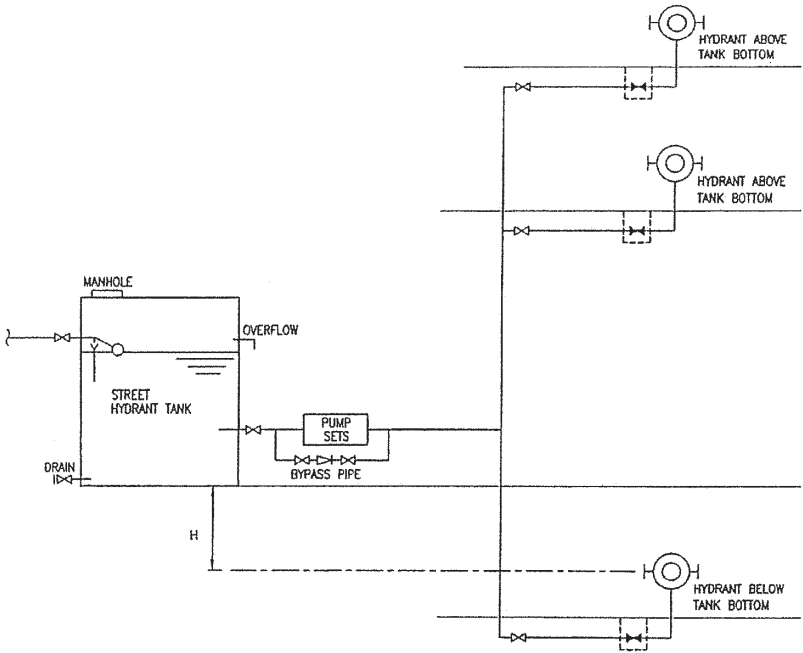 HYDRANT ABOVE
TANK BOTTOM
HYDRANT ABOVE
TANK BOTTOM
MANHOLE
OVERFLOW
STREET
HYDRANT TANK
PUMP
SETS
DRAIN
BYPASS PIPE
H
HYDRANT BELOW
TANK BOTTOM